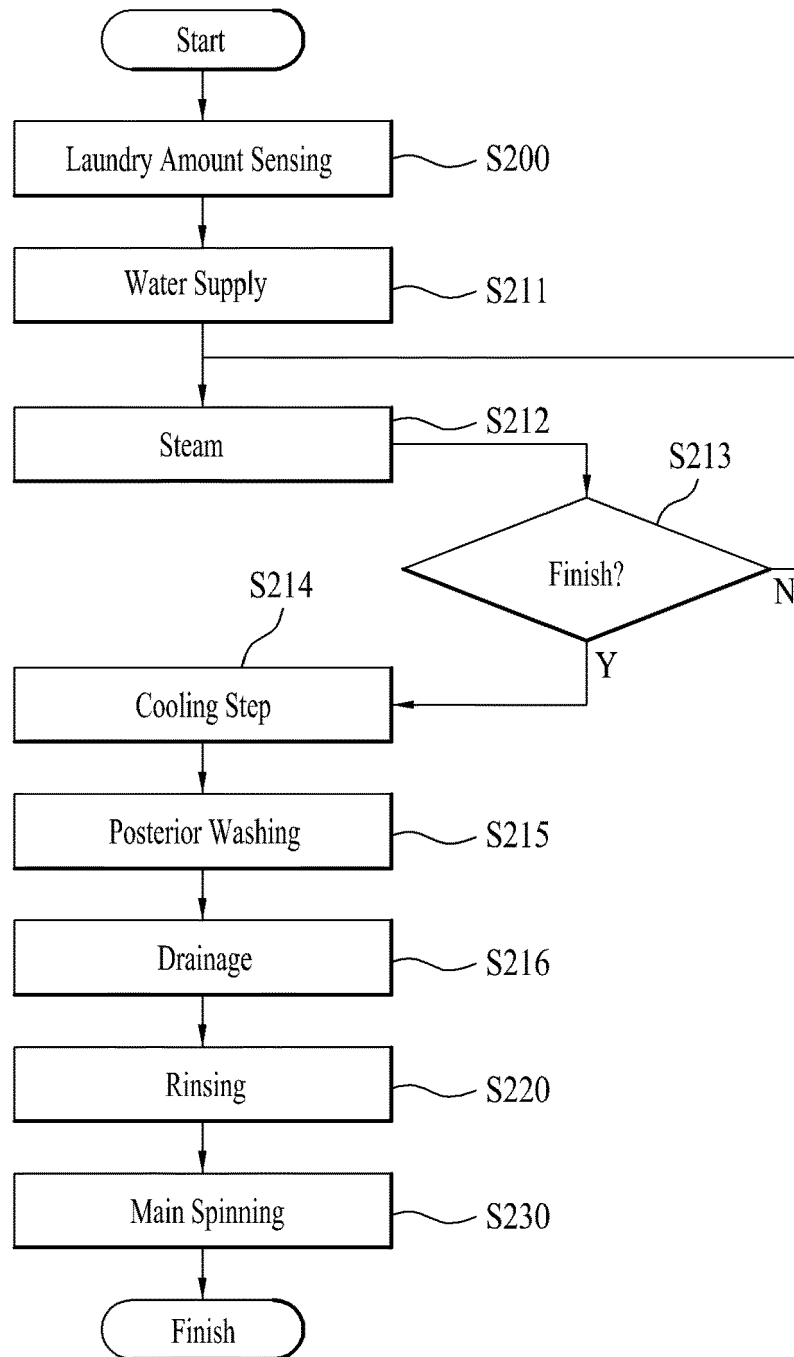 Start
Laundry Amount Sensing
S200
Water Supply
S211
Steam
S212
S213
Finish?
N
Y
S214
Cooling Step
Posterior Washing
S215
Drainage
S216
Rinsing
S220
Main Spinning
S230
Finish